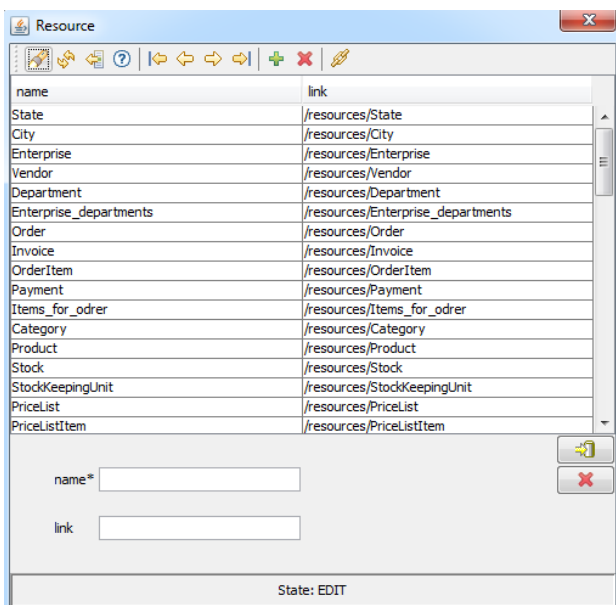 Resource
name link
State /resources/State
City /resources/City
Enterprise /resources/Enterprise
Vendor /resources/Vendor
Department /resources/Department
Enterprise_departments /resources/Enterprise_departments
Order /resources/Order
Invoice /resources/Invoice
OrderItem /resources/OrderItem
Payment /resources/Payment
Items_for_odrer /resources/Items_for_odrer
Category /resources/Category
Product /resources/Product
Stock /resources/Stock
StockKeepingUnit /resources/StockKeepingUnit
PriceList /resources/PriceList
PriceListItem /resources/PriceListItem
name*
link
State: EDIT